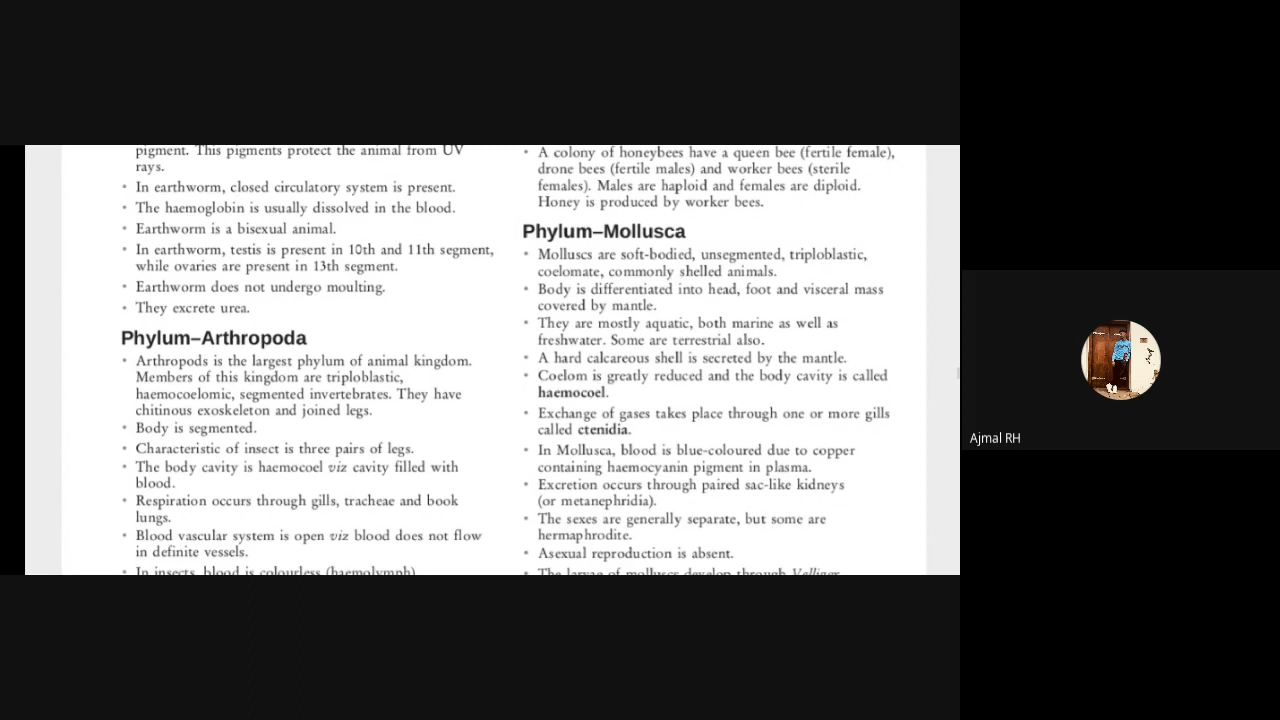 pigment. This pigments protect the animal from UV
rays.
• In earthworm, closed circulatory system is present.
• The haemoglobin is usually dissolved in the blood.
• Earthworm is a bisexual animal.
• In earthworm, testis is present in 10th and 11th segment,
while ovaries are present in 13th segment.
• Earthworm does not undergo moulting.
• They excrete urea.
Phylum–Arthropoda
• Arthropods is the largest phylum of animal kingdom.
Members of this kingdom are triploblastic,
haemocoelomic, segmented invertebrates. They have
chitinous exoskeleton and joined legs.
• Body is segmented.
• Characteristic of insect is three pairs of legs.
• The body cavity is haemocoel viz cavity filled with
blood.
• Respiration occurs through gills, tracheae and book
lungs.
• Blood vascular system is open viz blood does not flow
in definite vessels.
• In insects, blood is colourless (haemolymph)
• A colony of honeybees have a queen bee (fertile female),
drone bees (fertile males) and worker bees (sterile
females). Males are haploid and females are diploid.
Honey is produced by worker bees.
Phylum–Mollusca
• Molluscs are soft-bodied, unsegmented, triploblastic,
coelomate, commonly shelled animals.
• Body is differentiated into head, foot and visceral mass
covered by mantle.
• They are mostly aquatic, both marine as well as
freshwater. Some are terrestrial also.
• A hard calcareous shell is secreted by the mantle.
• Coelom is greatly reduced and the body cavity is called
haemocoel.
• Exchange of gases takes place through one or more gills
called ctenidia.
• In Mollusca, blood is blue-coloured due to copper
containing haemocyanin pigment in plasma.
• Excretion occurs through paired sac-like kidneys
(or metanephridia).
• The sexes are generally separate, but some are
hermaphrodite.
• Asexual reproduction is absent.
• The larvae of molluscs develop through Velliger
Ajmal RH